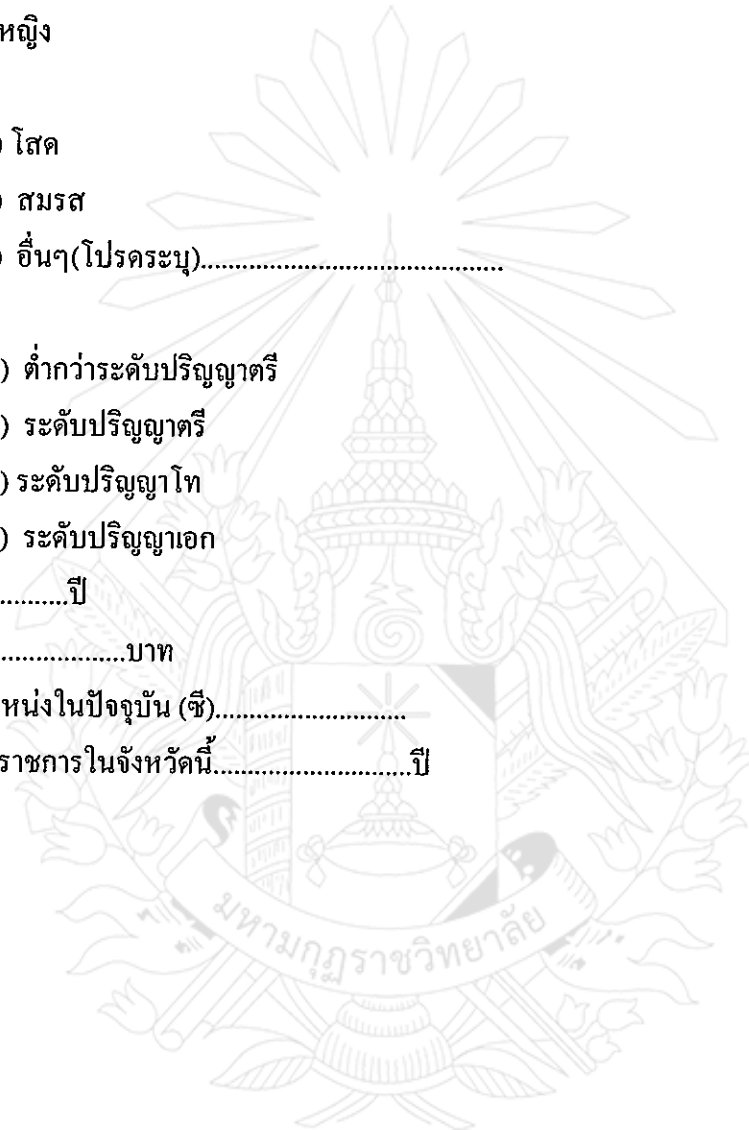 หญิง
) โสด
) สมรส
) อื่นๆ(โปรดระบุ)..............................................
) ต่ำกว่าระดับปริญญาตรี
) ระดับปริญญาตรี
) ระดับปริญญาโท
) ระดับปริญญาเอก
...........ปี
...................บาท
หน่งในปัจจุบัน (ซี)............................
ราชการในจังหวัดนี้.............................ปี
มหามกุฏราชวิทยาลัย